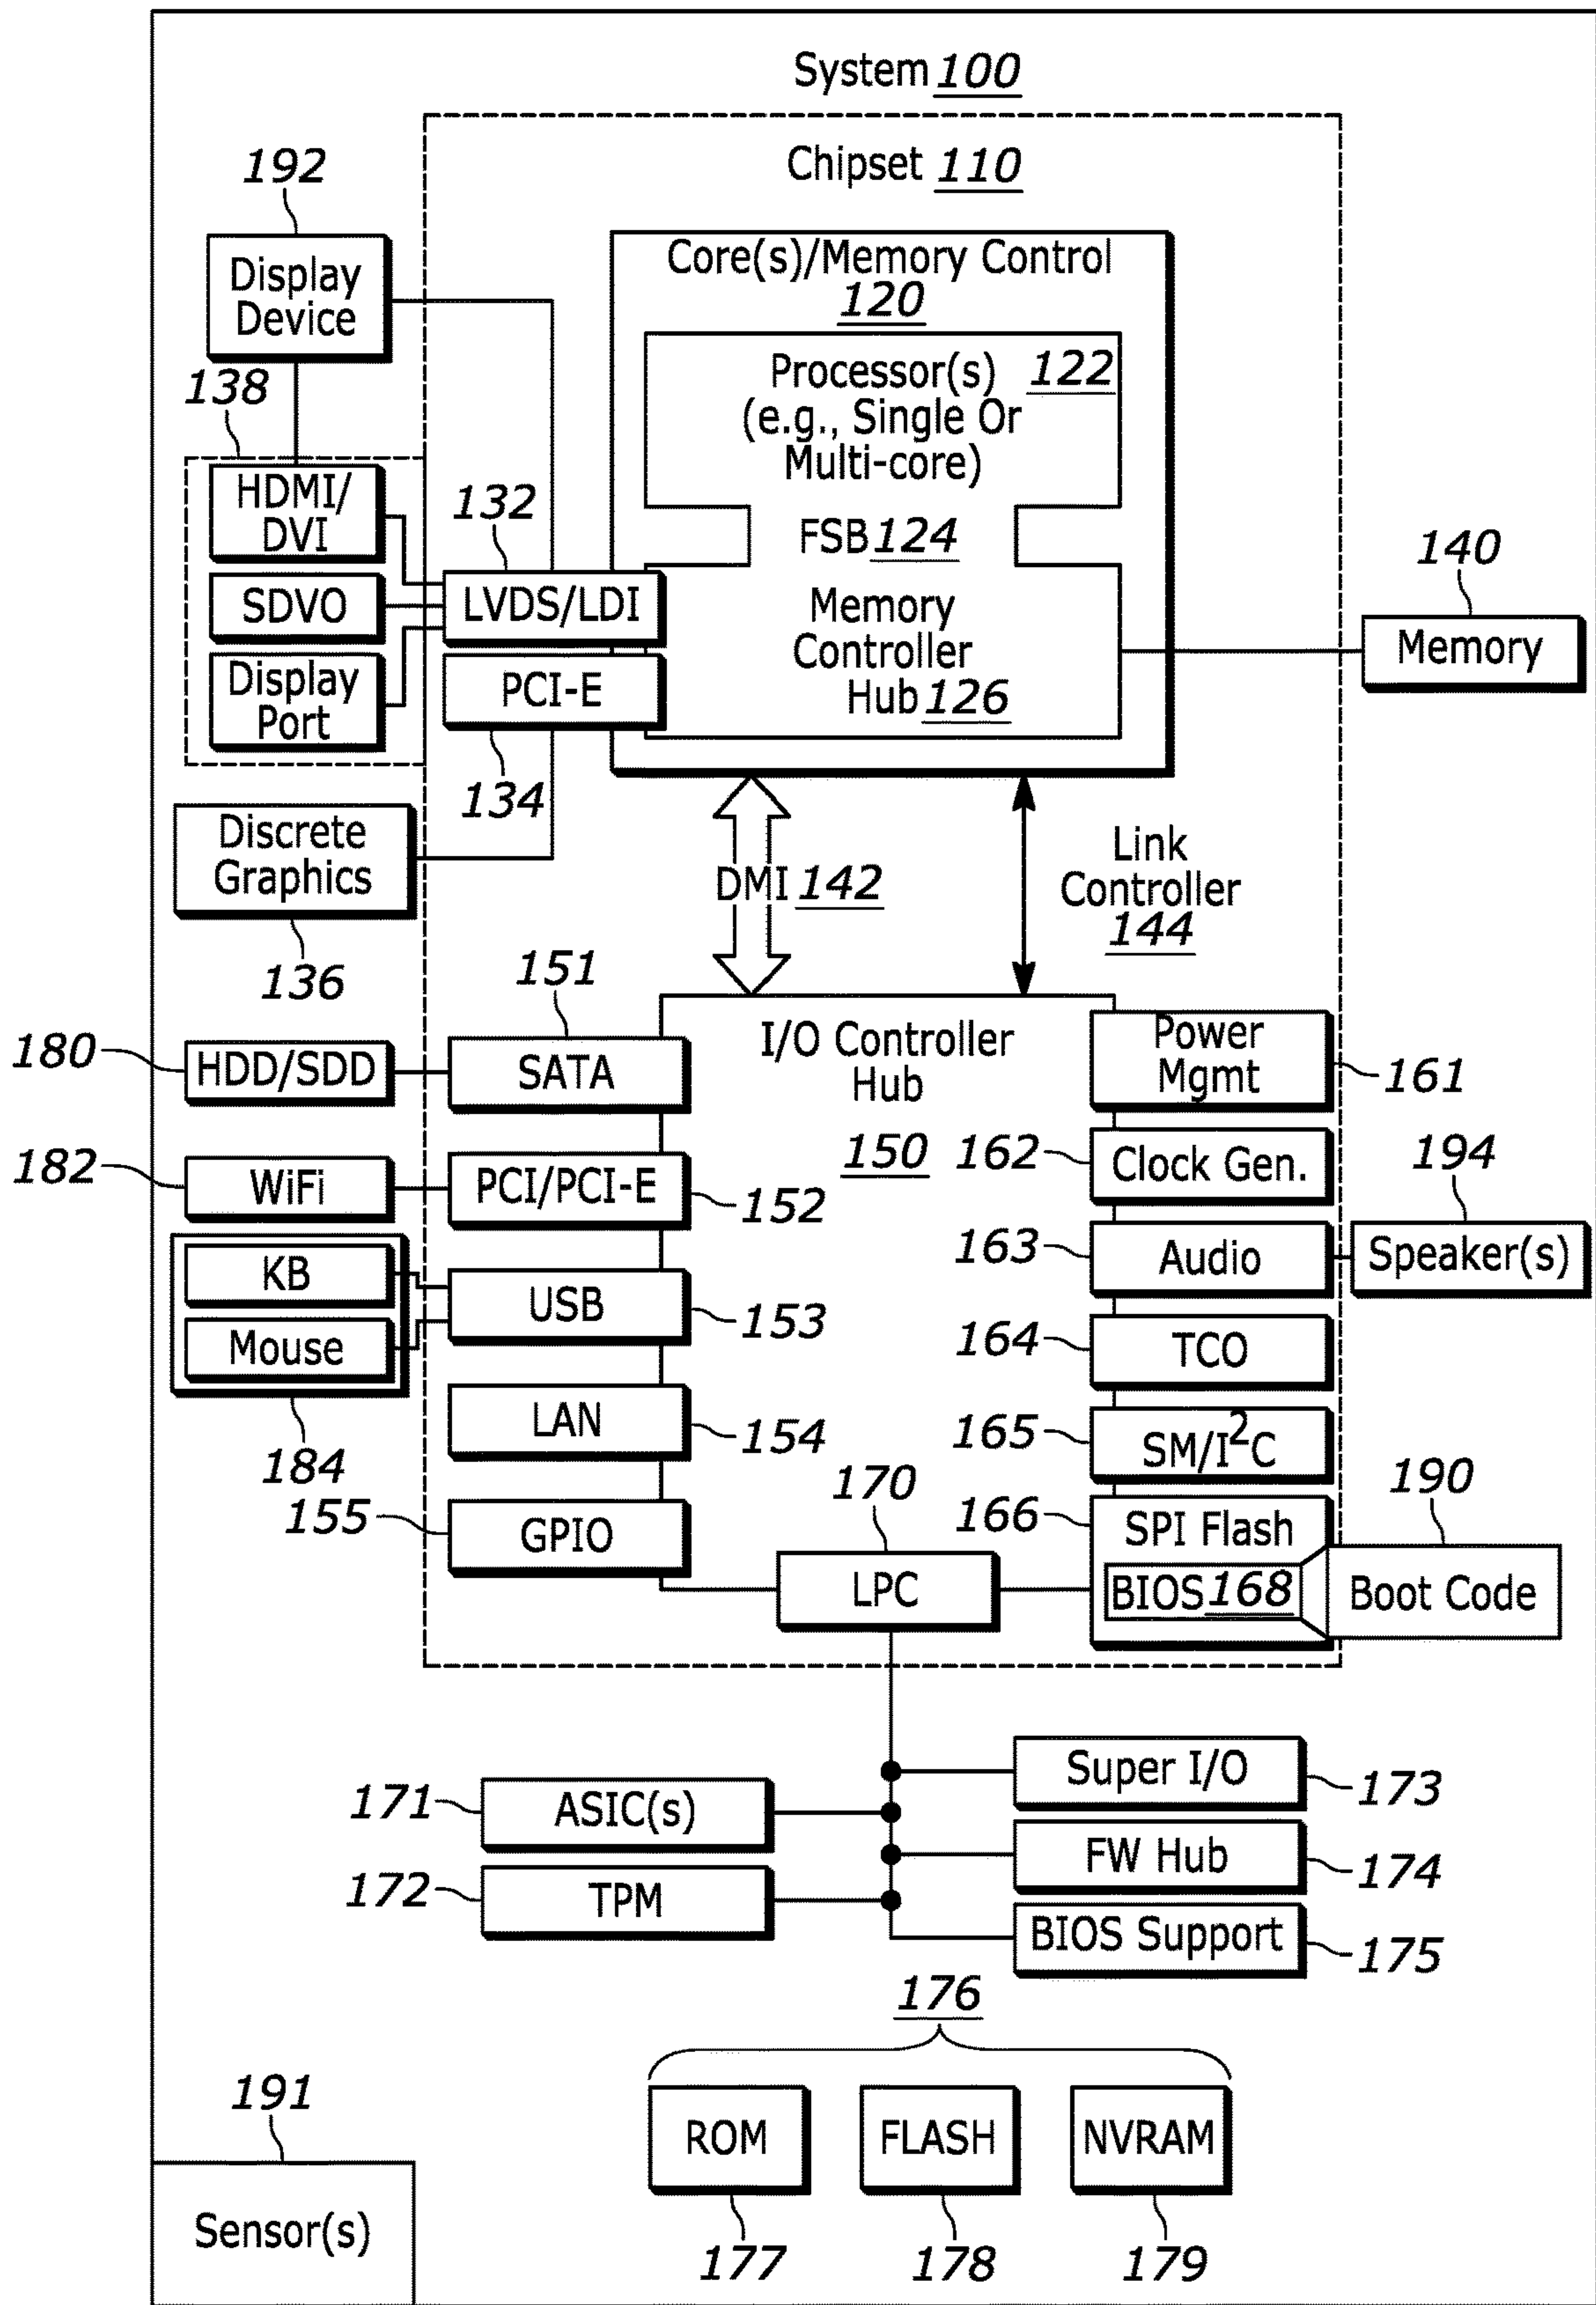 System 100
Chipset 110
192
Display
Device
Core(s)/Memory Control
120
Processor(s) 122
(e.g., Single Or
Multi-core)
138
HDMI/
DVI
SDVO
Display
Port
132
LVDS/LDI
PCI-E
134
FSB 124
Memory
Controller
Hub 126
140
Memory
Discrete
Graphics
136
DMI 142
Link
Controller
144
151
180
HDD/SDD
SATA
I/O Controller
Hub
150
Power
Mgmt
161
182
WiFi
PCI/PCI-E
152
162
Clock Gen.
194
KB
Mouse
184
USB
153
163
Audio
Speaker(s)
164
TCO
LAN
154
165
SM/I²C
155
GPIO
170
LPC
166
SPI Flash
BIOS 168
190
Boot Code
171
ASIC(s)
Super I/O
173
172
TPM
FW Hub
174
BIOS Support
175
176
191
Sensor(s)
ROM
FLASH
NVRAM
177
178
179